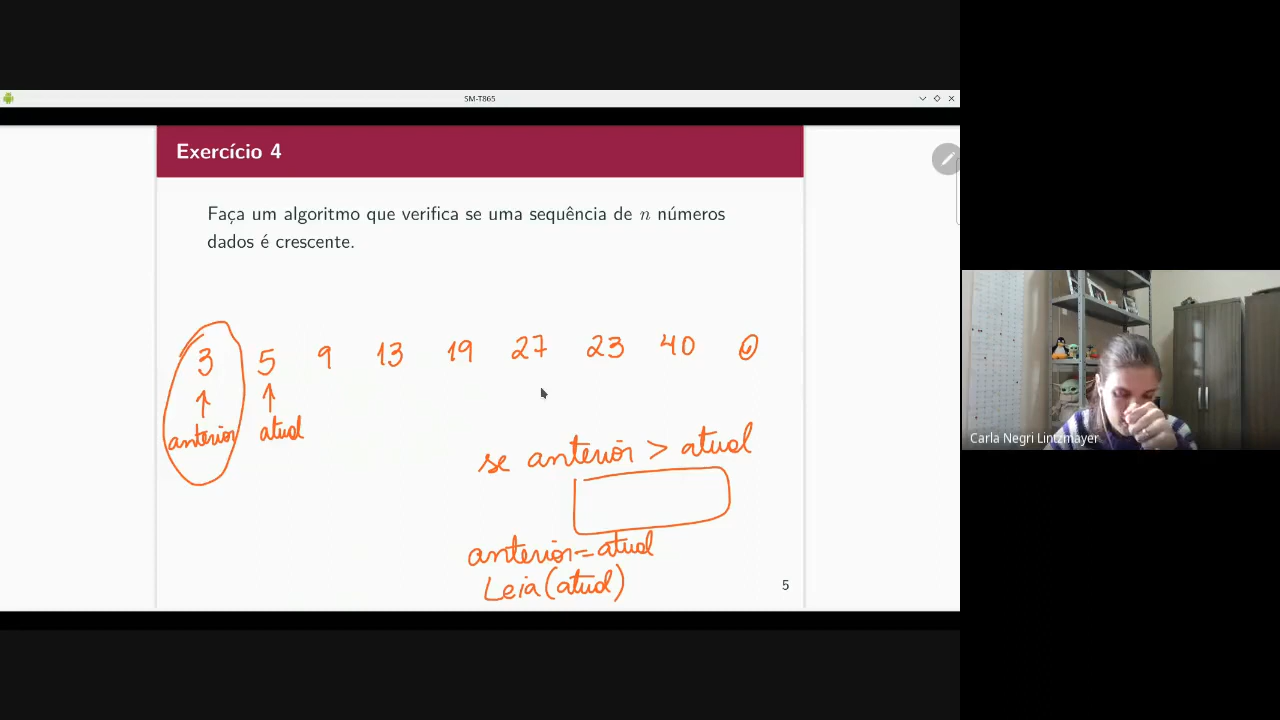 SM-T865
Exercício 4
Faça um algoritmo que verifica se uma sequência de n números
dados é crescente.
3 5 9 13 19 27 23 40
anterior atual
se anterior > atual
anterior = atual
Leia (atual)
5
Carla Negri Lintzmayer